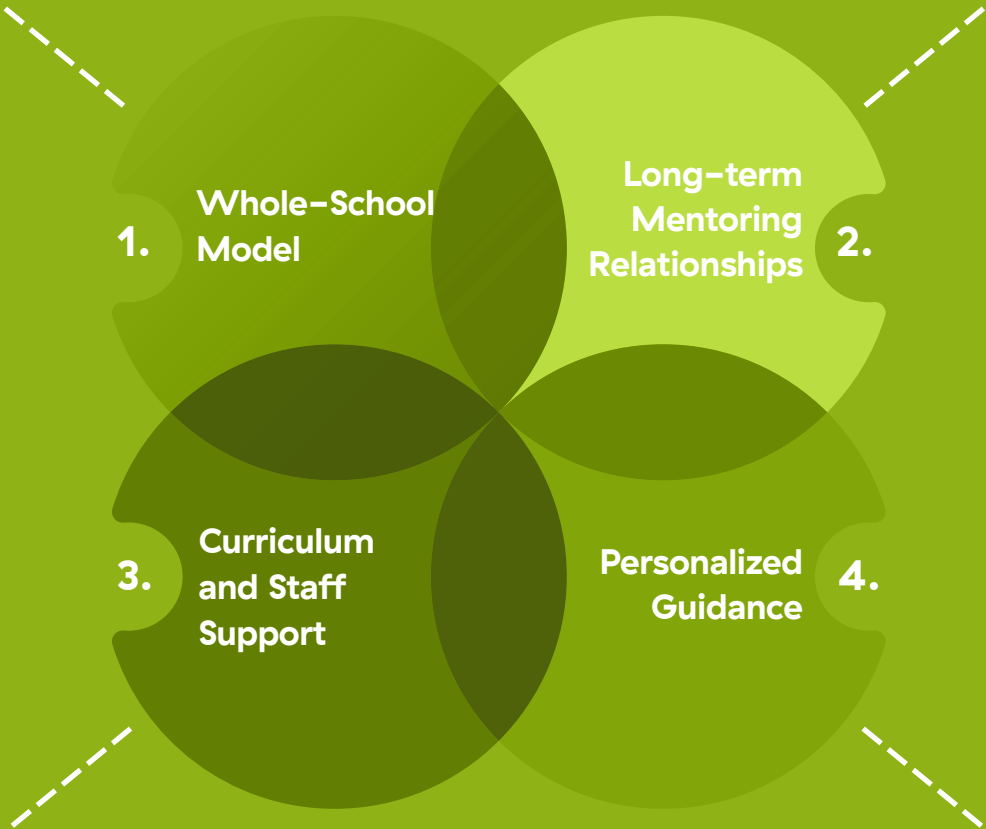 1.
Whole-School
Model
2.
Long-term
Mentoring
Relationships
3.
Curriculum
and Staff
Support
4.
Personalized
Guidance